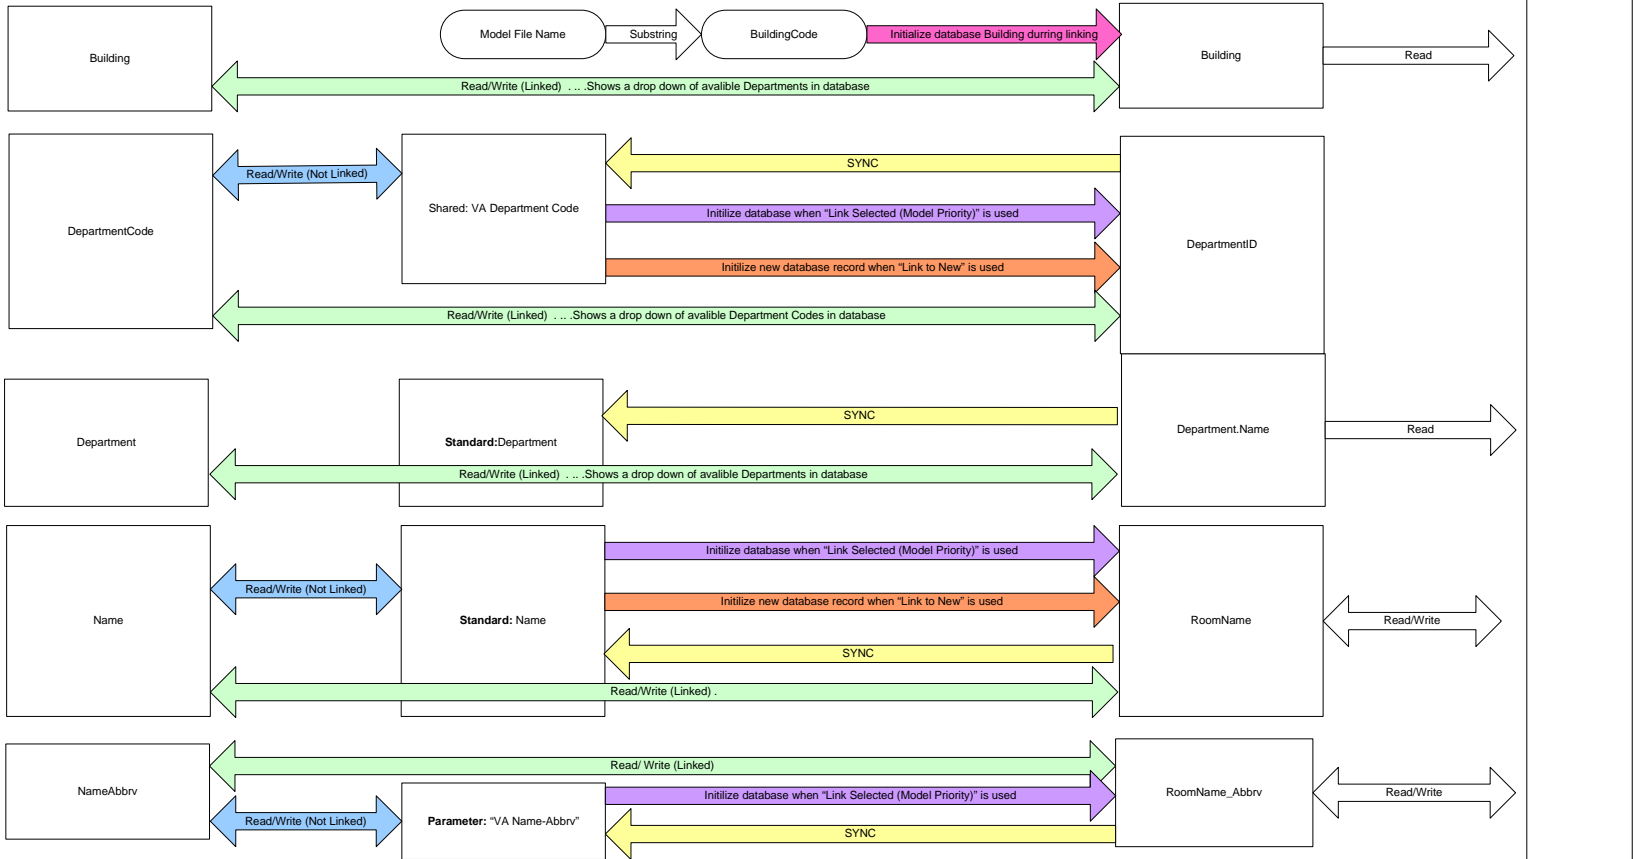 Model File Name
Substring
BuildingCode
Initialize database Building durring linking
Building
Building
Read
Read/Write (Linked)  . .. .Shows a drop down of avalible Departments in database
SYNC
Read/Write (Not Linked)
Shared: VA Department Code
Initilize database when “Link Selected (Model Priority)” is used
DepartmentCode
DepartmentID
Initilize new database record when “Link to New” is used
Read/Write (Linked)  . .. .Shows a drop down of avalible Department Codes in database
SYNC
Department
Standard:Department
Department.Name
Read
Read/Write (Linked)  . .. .Shows a drop down of avalible Departments in database
Initilize database when “Link Selected (Model Priority)” is used
Read/Write (Not Linked)
Initilize new database record when “Link to New” is used
Name
Standard: Name
RoomName
Read/Write
SYNC
Read/Write (Linked) .
Read/ Write (Linked)
NameAbbrv
Initilize database when “Link Selected (Model Priority)” is used
RoomName_Abbrv
Read/Write
Read/Write (Not Linked)
Parameter: “VA Name-Abbrv”
SYNC